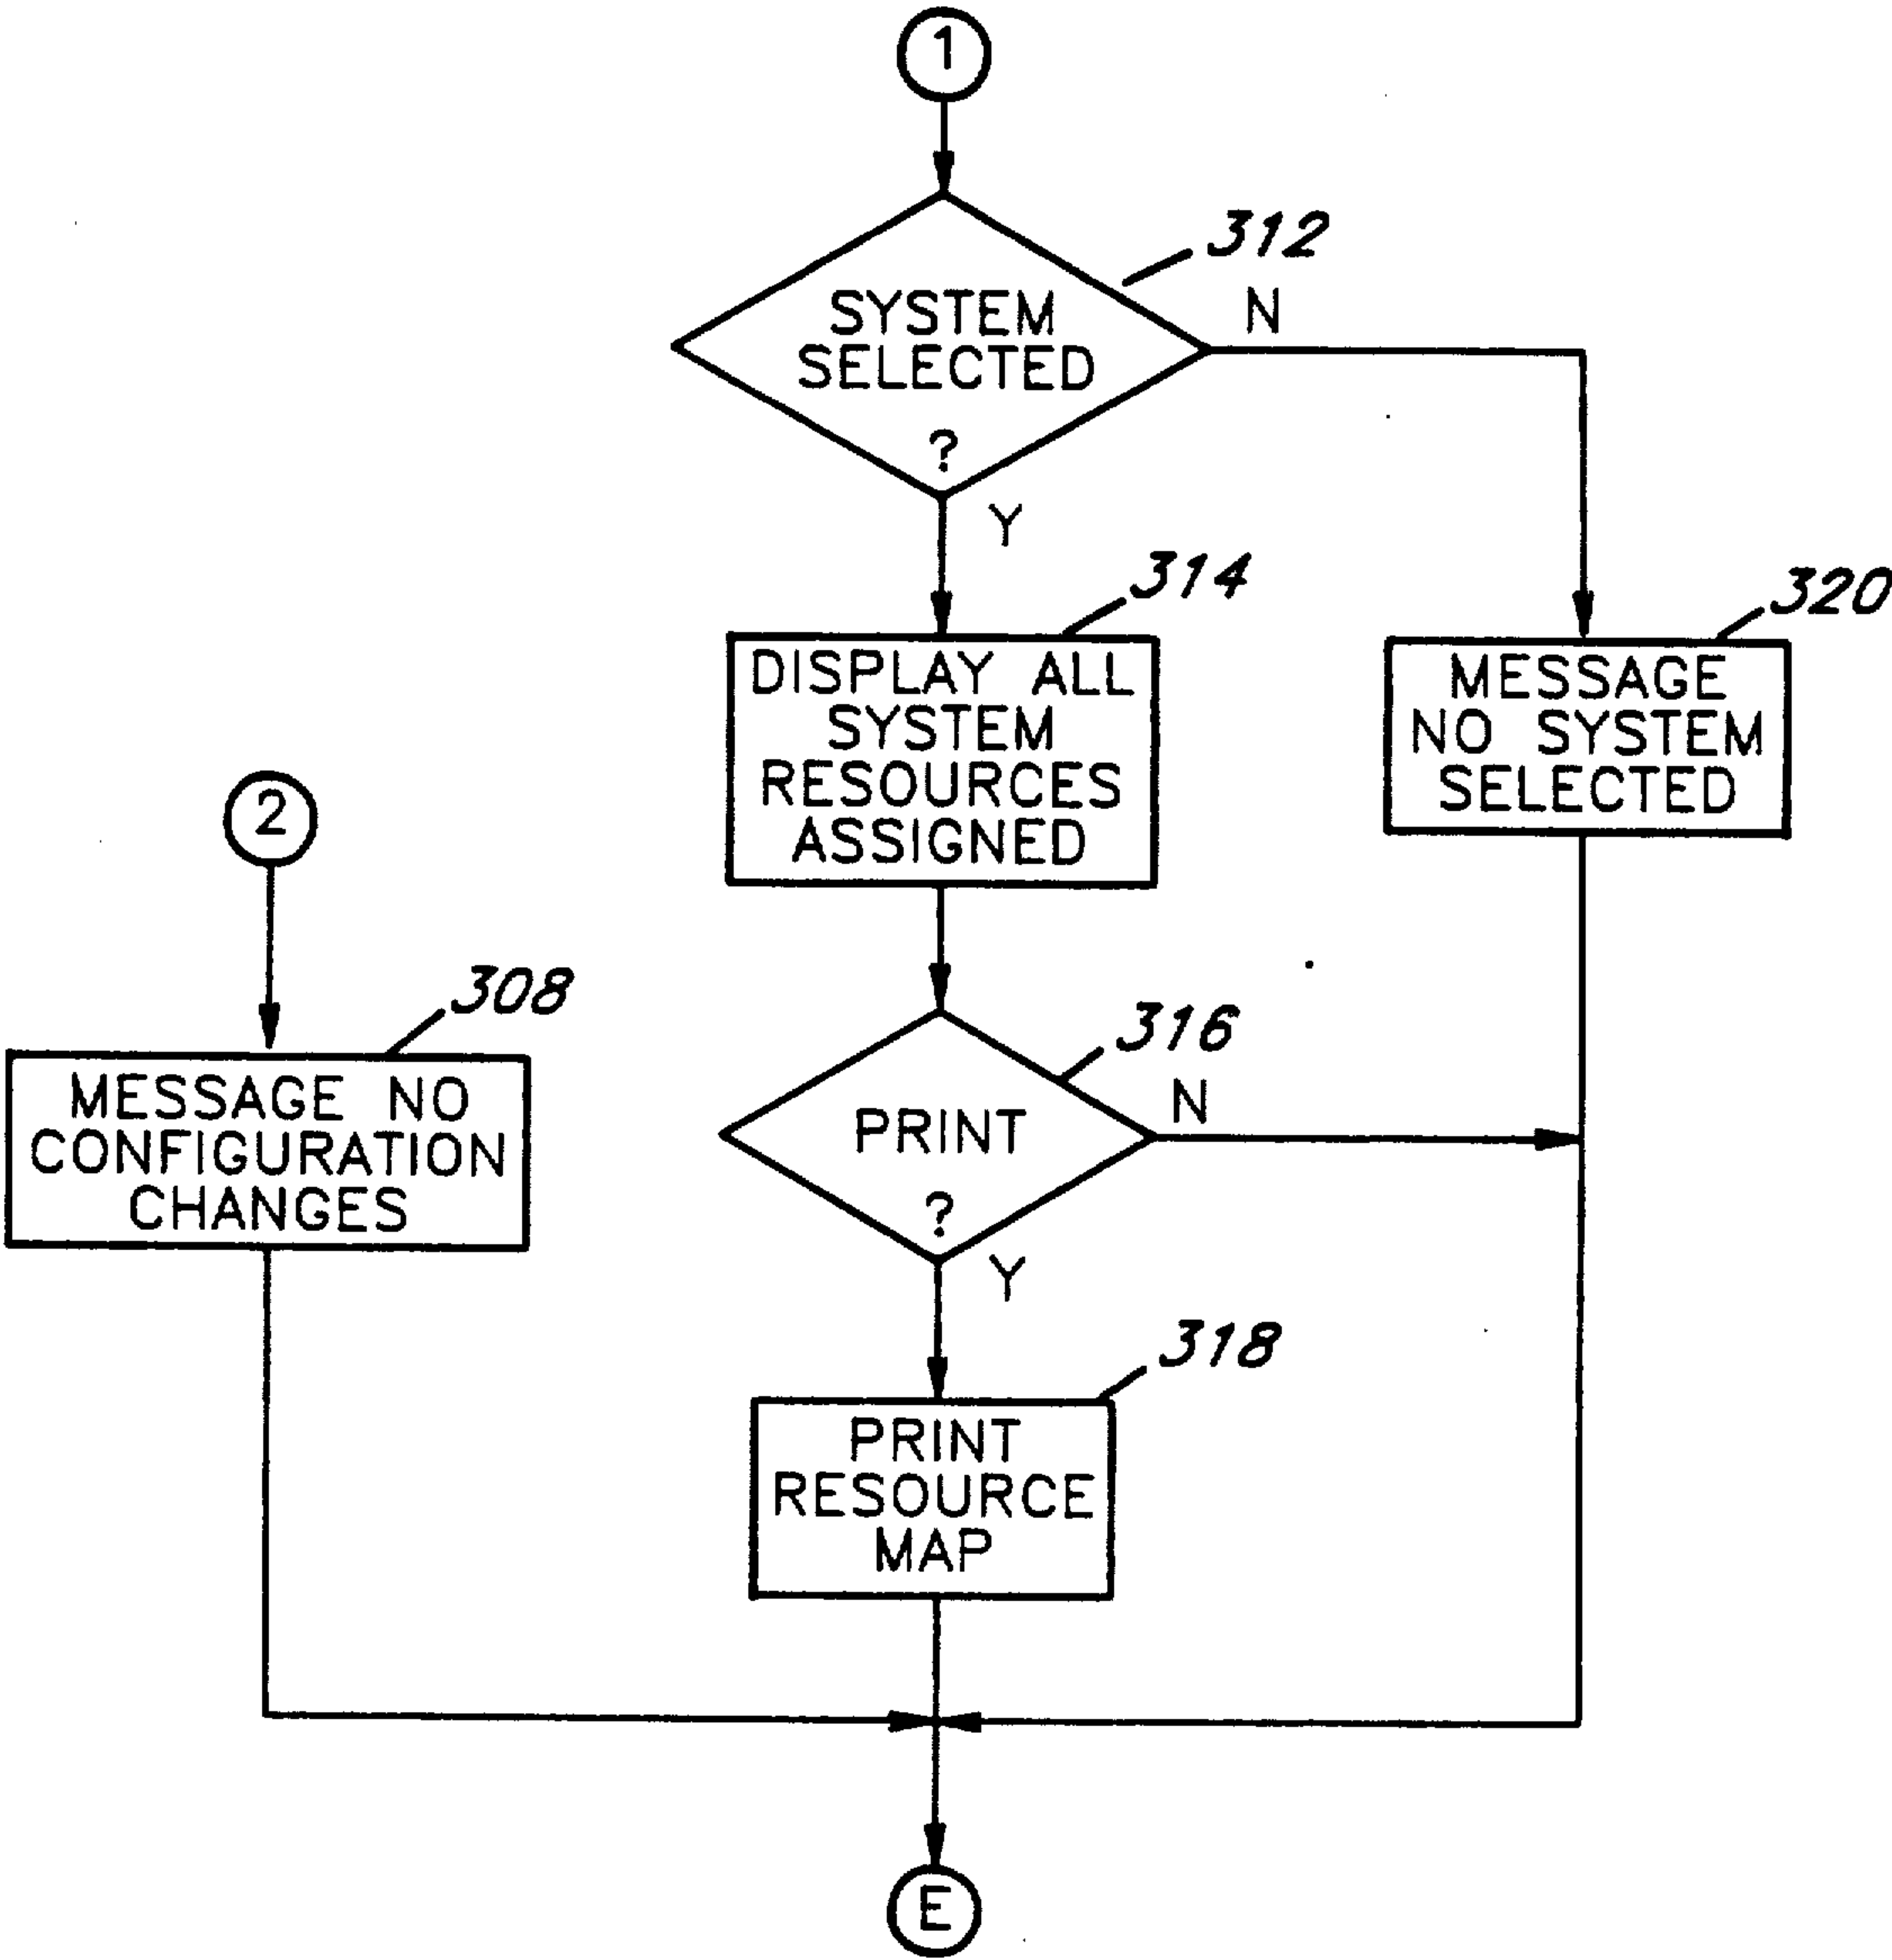 1
312
N
SYSTEM
SELECTED
?
Y
314
320
DISPLAY ALL
SYSTEM
RESOURCES
ASSIGNED
MESSAGE
NO SYSTEM
SELECTED
2
308
MESSAGE NO
CONFIGURATION
CHANGES
316
N
PRINT
?
Y
318
PRINT
RESOURCE
MAP
E